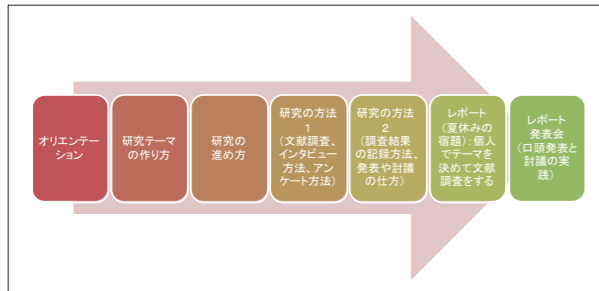 オリエンテー
ション
研究テーマ
の作り方
研究の
進め方
研究の方法
1
(文献調査、
インタビュー
方法、アン
ケート方法)
研究の方法
2
(調査結果
の記録方法、
発表や討議
の仕方)
レポート
(夏休みの
宿題):個人
でテーマを
決めて文献
調査をする
レポート
発表会
(口頭発表と
討議の実
践)